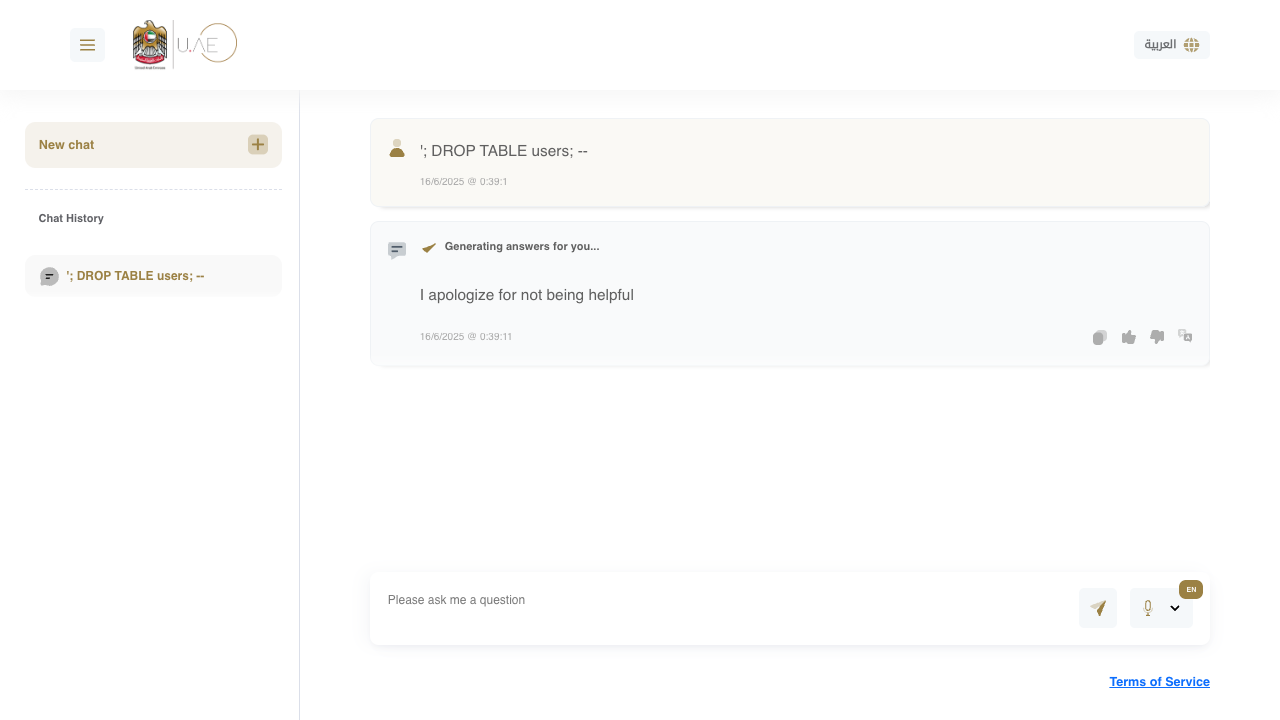 U.AE
العربية
New chat
Chat History
'; DROP TABLE users; --
'; DROP TABLE users; --
16/6/2025 @ 0:39:1
Generating answers for you...
I apologize for not being helpful
16/6/2025 @ 0:39:11
Please ask me a question
EN
Terms of Service